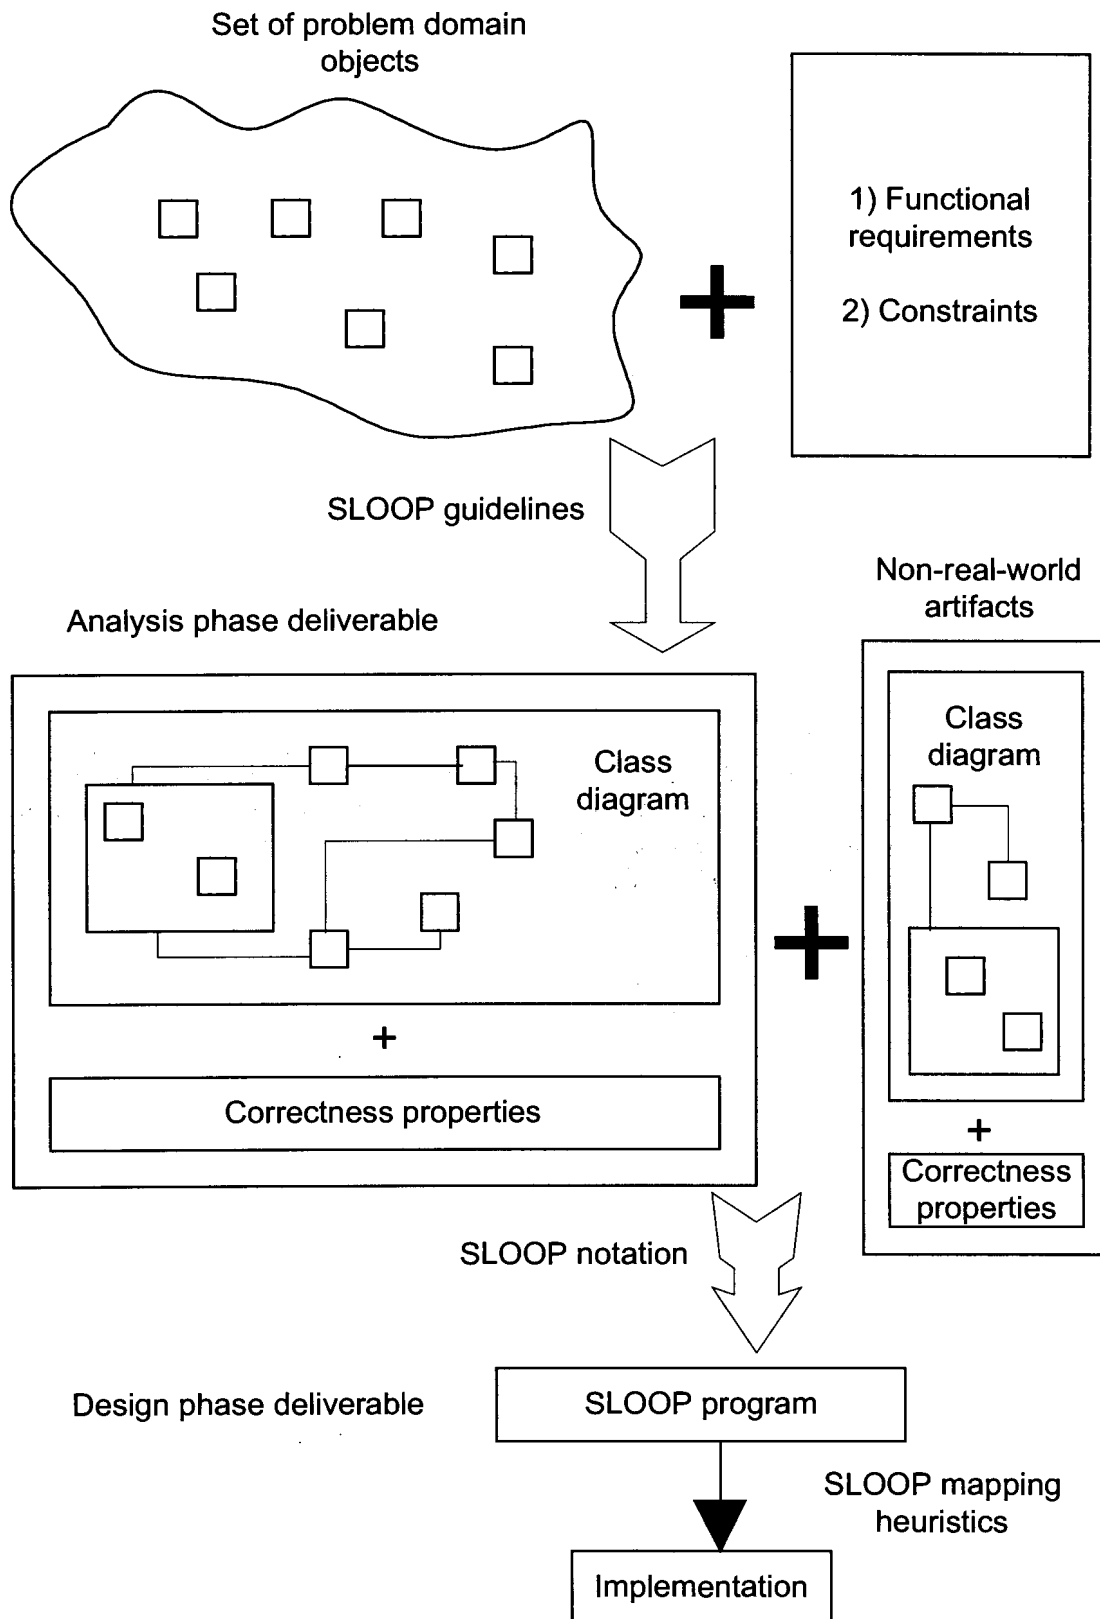 Set of problem domain
objects
1) Functional
requirements
2) Constraints
+
SLOOP guidelines
Non-real-world
artifacts
Analysis phase deliverable
Class
diagram
Class
diagram
+
+
Correctness properties
+
Correctness
properties
SLOOP notation
Design phase deliverable
SLOOP program
SLOOP mapping
heuristics
Implementation